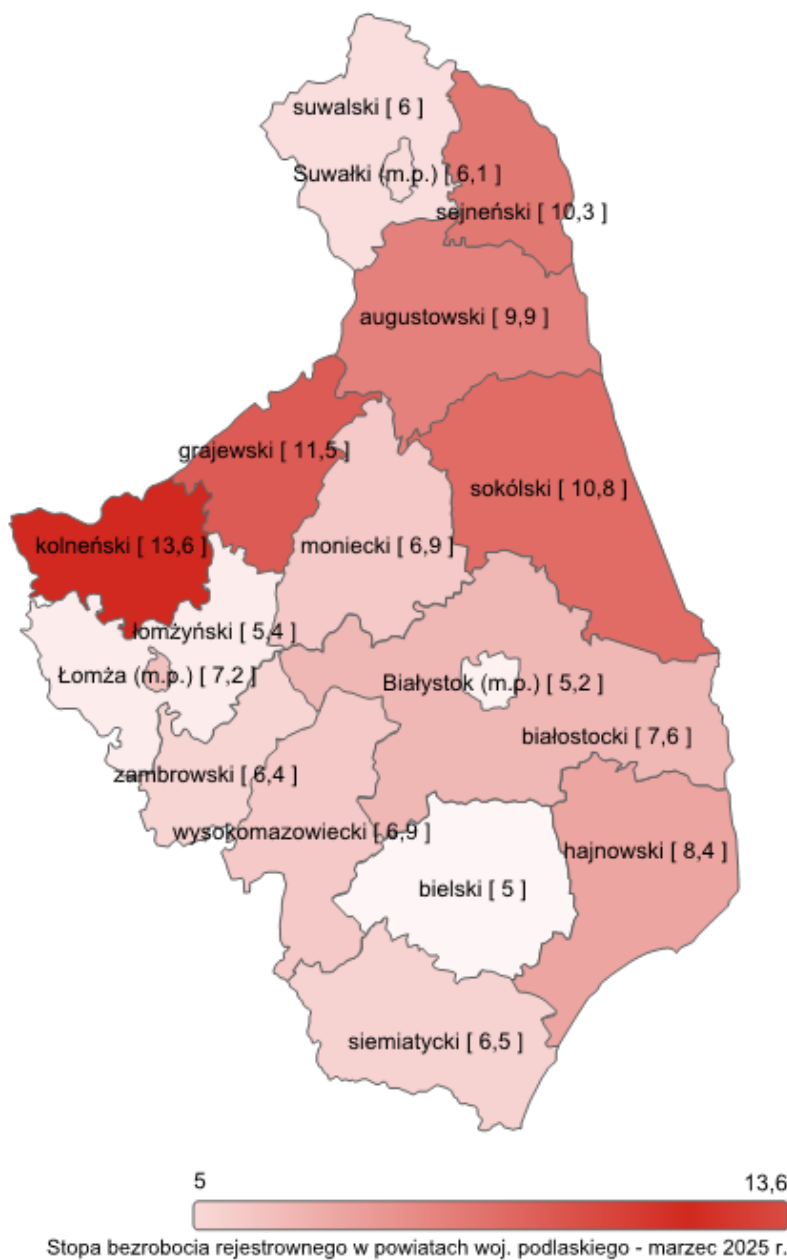 suwalski [ 6 ]
Suwałki (m.p.) [ 6,1 ]
sejneński [ 10,3 ]
augustowski [ 9,9 ]
grajewski [ 11,5 ]
sokólski [ 10,8 ]
kolneński [ 13,6 ]
moniecki [ 6,9 ]
łomżyński [ 5,4 ]
Łomża (m.p.) [ 7,2 ]
Białystok (m.p.) [ 5,2 ]
białostocki [ 7,6 ]
zambrowski [ 6,4 ]
wysokomazowiecki [ 6,9 ]
hajnowski [ 8,4 ]
bielski [ 5 ]
siemiatycki [ 6,5 ]
5
13,6
Stopa bezrobocia rejestrownego w powiatach woj. podlaskiego - marzec 2025 r.